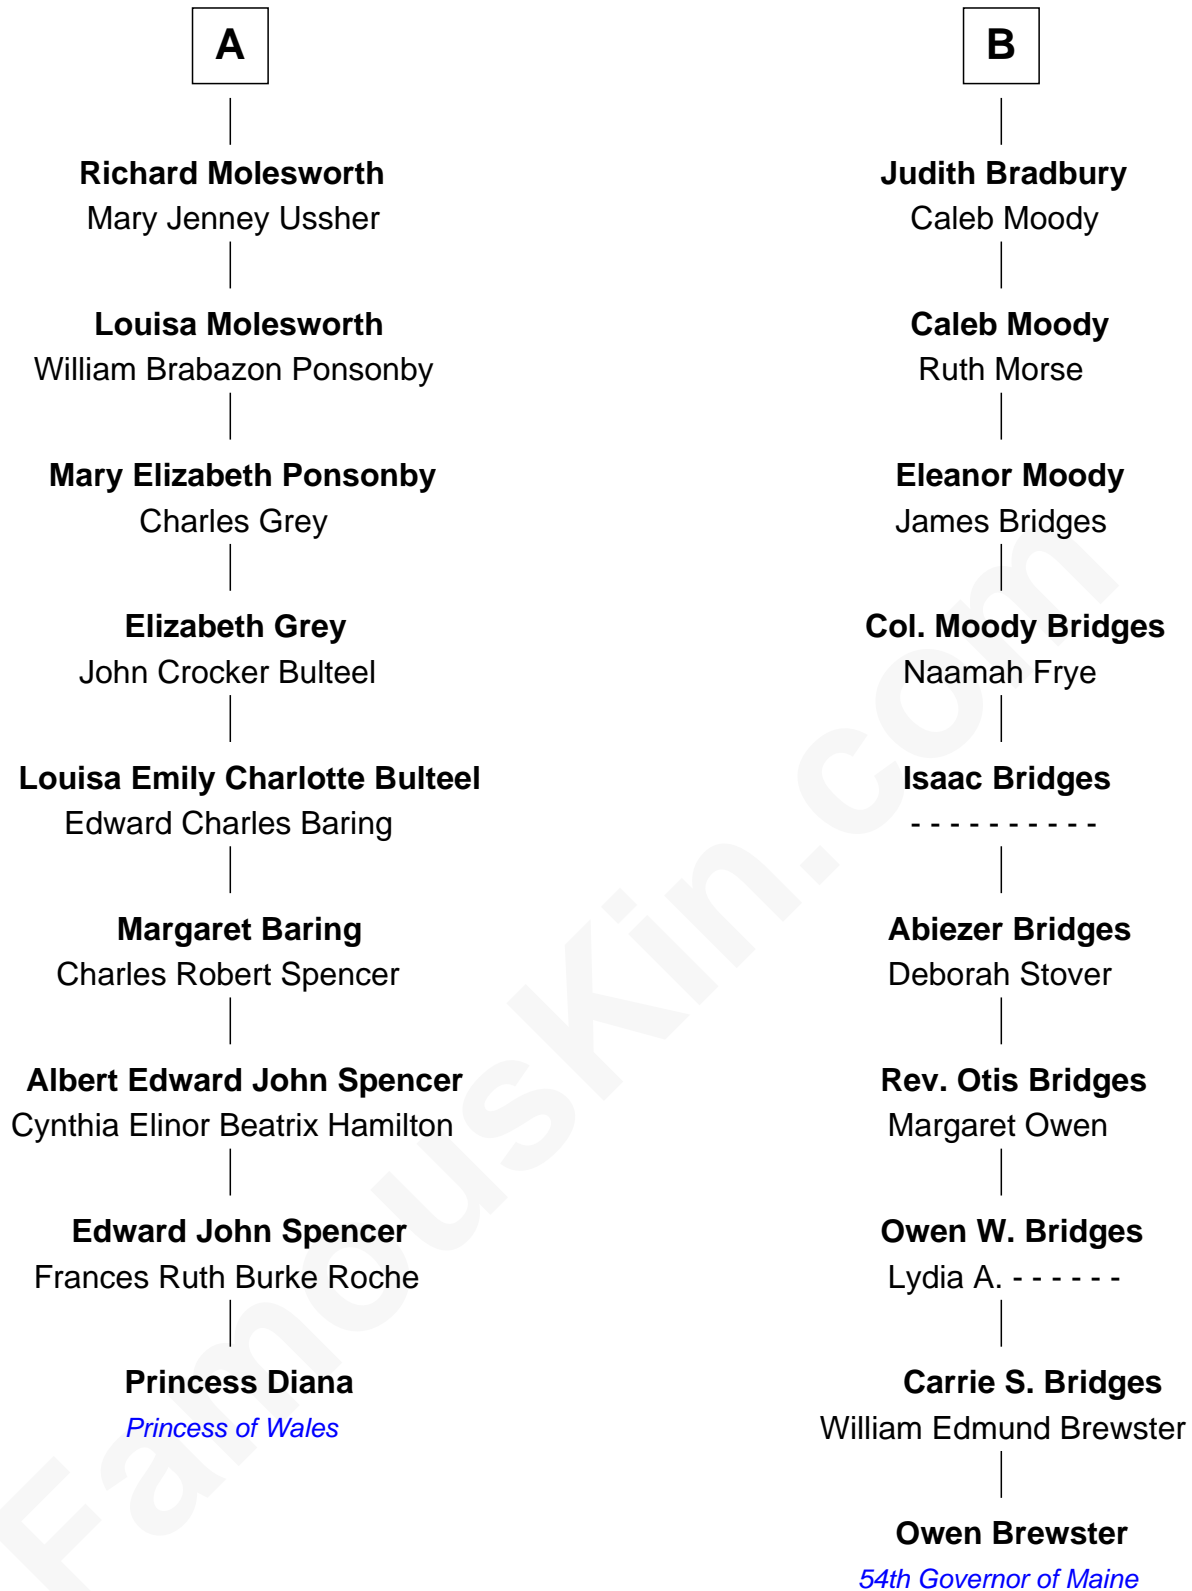 A
Richard Molesworth
Mary Jenney Ussher
Louisa Molesworth
William Brabazon Ponsonby
Mary Elizabeth Ponsonby
Charles Grey
Elizabeth Grey
John Crocker Bulteel
Louisa Emily Charlotte Bulteel
Edward Charles Baring
Margaret Baring
Charles Robert Spencer
Albert Edward John Spencer
Cynthia Elinor Beatrix Hamilton
Edward John Spencer
Frances Ruth Burke Roche
Princess Diana
Princess of Wales
B
Judith Bradbury
Caleb Moody
Caleb Moody
Ruth Morse
Eleanor Moody
James Bridges
Col. Moody Bridges
Naamah Frye
Isaac Bridges
- - - - - - - - - -
Abiezer Bridges
Deborah Stover
Rev. Otis Bridges
Margaret Owen
Owen W. Bridges
Lydia A. - - - - - -
Carrie S. Bridges
William Edmund Brewster
Owen Brewster
54th Governor of Maine
FamousKin.com